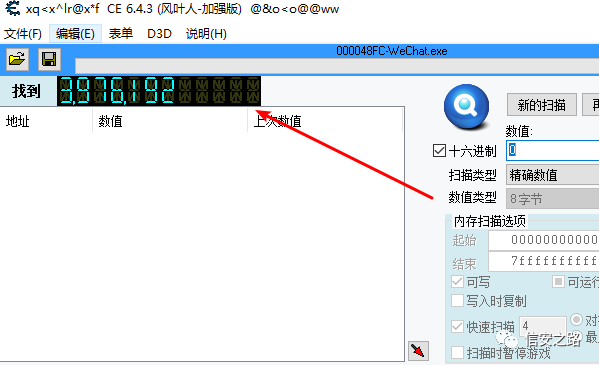 xq<x^lr@x*f CE 6.4.3 (风叶人-加强版) @&o<o@@ww
文件(F) 编辑(E) 表单 D3D 说明(H)
000048FC-WeChat.exe
找到 3,976,192
新的扫描 再
地址 数值 上次数值
数值:
十六进制 0
扫描类型 精确数值
数值类型 8字节
内存扫描选项
起始 00000000000
结束 7fffffffffff
可写 可运行
写入时复制
快速扫描 4 对
最
扫描时暂停游戏
信安之路